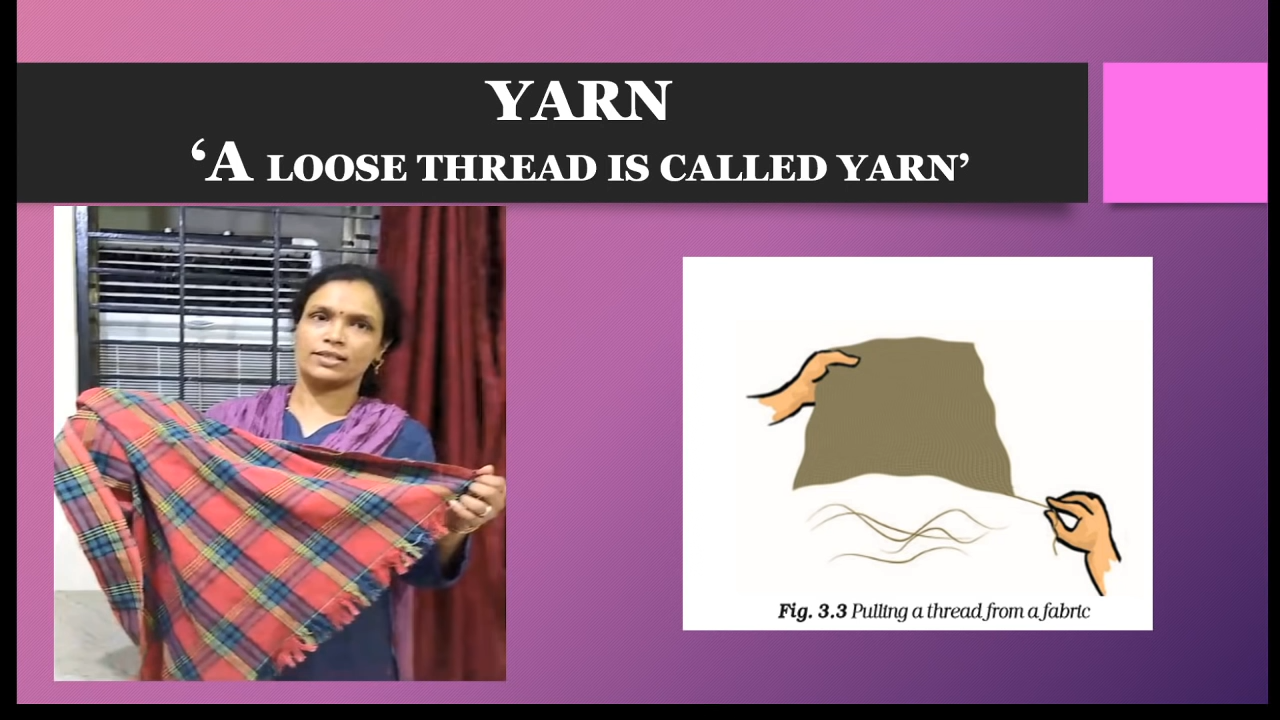 YARN
‘A LOOSE THREAD IS CALLED YARN’
Fig. 3.3 Pulling a thread from a fabric